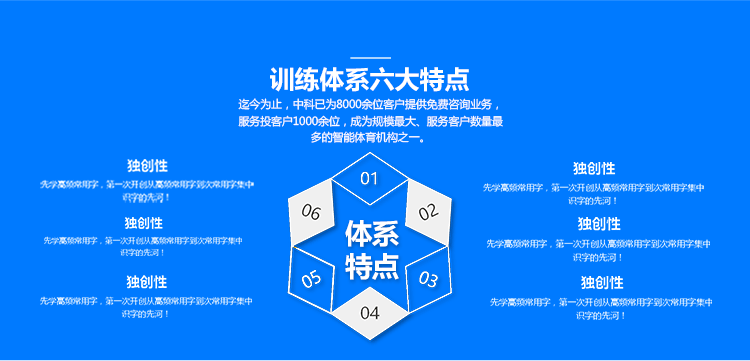 训练体系六大特点
迄今为止，中科已为8000余位客户提供免费咨询业务，
服务投客户1000余位，成为规模最大、服务客户数量最
多的智能体育机构之一。
独创性
先学高频常用字，第一次开创从高频常用字到次常用字集中
识字的先河！
独创性
先学高频常用字，第一次开创从高频常用字到次常用字集中
识字的先河！
独创性
先学高频常用字，第一次开创从高频常用字到次常用字集中
识字的先河！
01
02
03
04
05
06
体系
特点
独创性
先学高频常用字，第一次开创从高频常用字到次常用字集中
识字的先河！
独创性
先学高频常用字，第一次开创从高频常用字到次常用字集中
识字的先河！
独创性
先学高频常用字，第一次开创从高频常用字到次常用字集中
识字的先河！